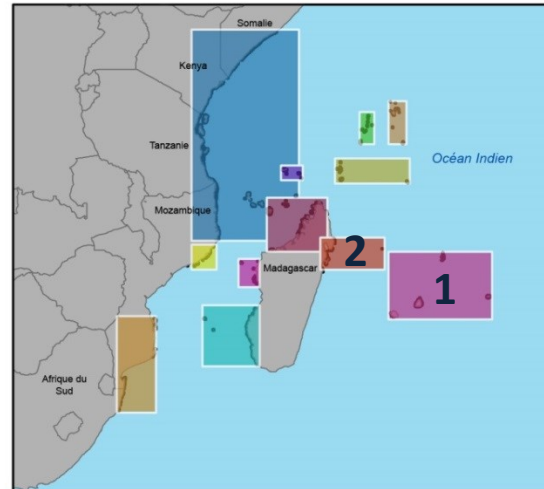 Somalie
Kenya
Tanzanie
Océan Indien
Mozambique
2
Madagascar
1
Afrique du
Sud